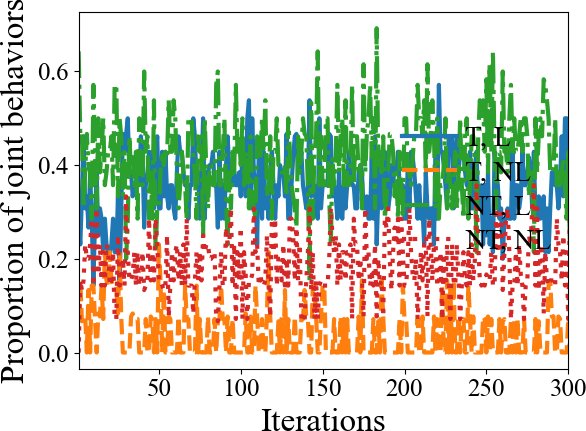 Proportion of joint behaviors
0.6
0.4
0.2
0.0
T, L
T, NL
NT, L
NT, NL
50
100
150
200
250
300
Iterations